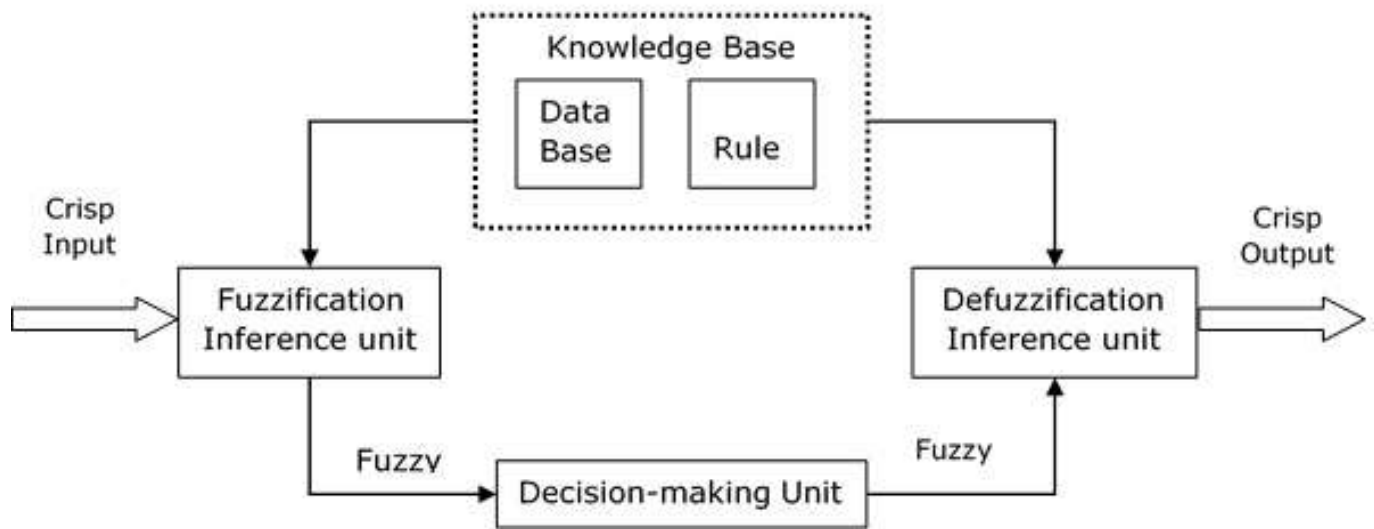 Knowledge Base
Data
Base
Rule
Crisp
Input
Crisp
Output
Fuzzification
Inference unit
Defuzzification
Inference unit
Fuzzy
Fuzzy
Decision-making Unit